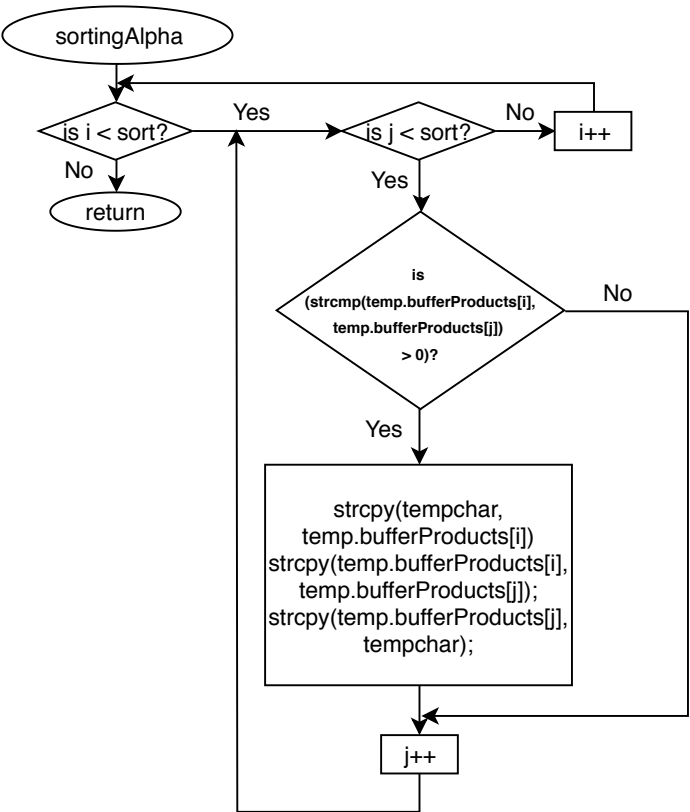 sortingAlpha
is i < sort?
Yes
is j < sort?
No
i++
No
return
Yes
is
(strcmp(temp.bufferProducts[i],
temp.bufferProducts[j])
> 0)?
No
Yes
strcpy(tempchar,
temp.bufferProducts[i])
strcpy(temp.bufferProducts[i],
temp.bufferProducts[j]);
strcpy(temp.bufferProducts[j],
tempchar);
j++